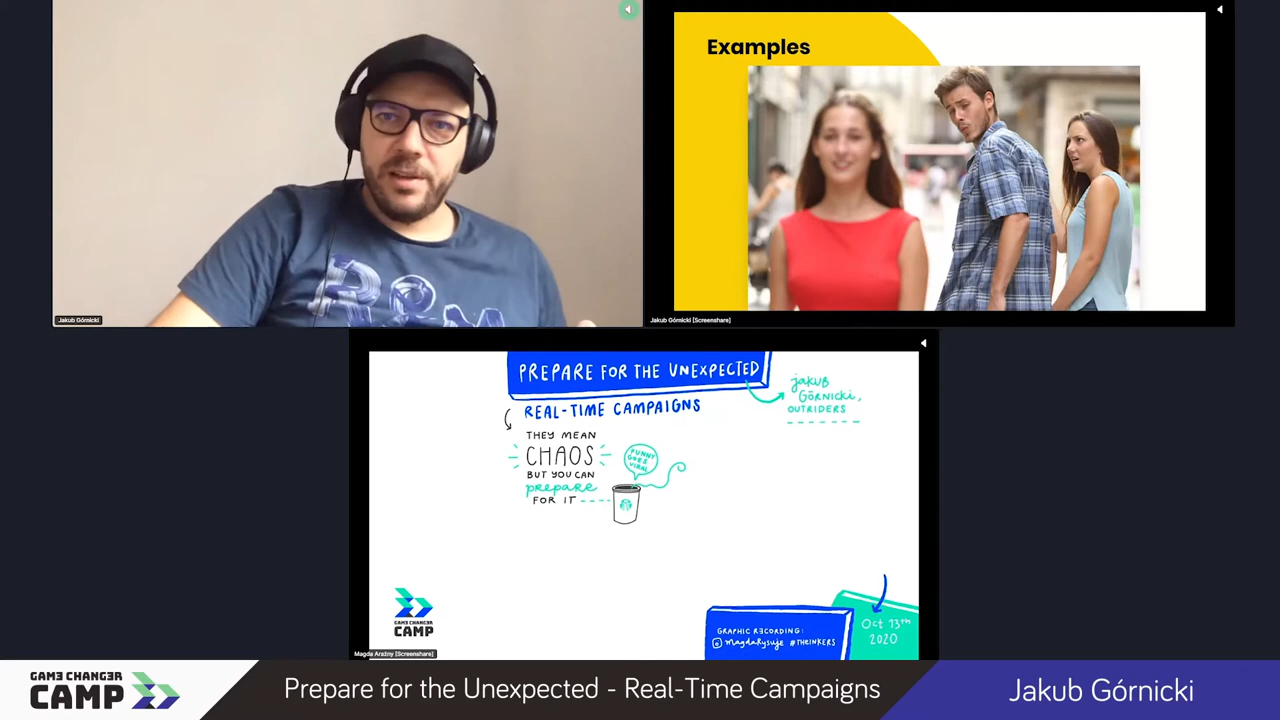 Jakub Górnicki
Examples
Jakub Górnicki [Screenshare]
PREPARE FOR THE UNEXPECTED
REAL-TIME CAMPAIGNS
jakub
GÓRNICKI,
OUTRIDERS
THEY MEAN
CHAOS
BUT YOU CAN
prepare
FOR IT
FUNNY
GOES
VIRAL
GAME CHANGER
CAMP
GRAPHIC RECORDING:
magdaRysuje #THEINKERS
Oct 13th
2020
Magda Araźny [Screenshare]
GAME CHANGER
CAMP
Prepare for the Unexpected - Real-Time Campaigns
Jakub Górnicki